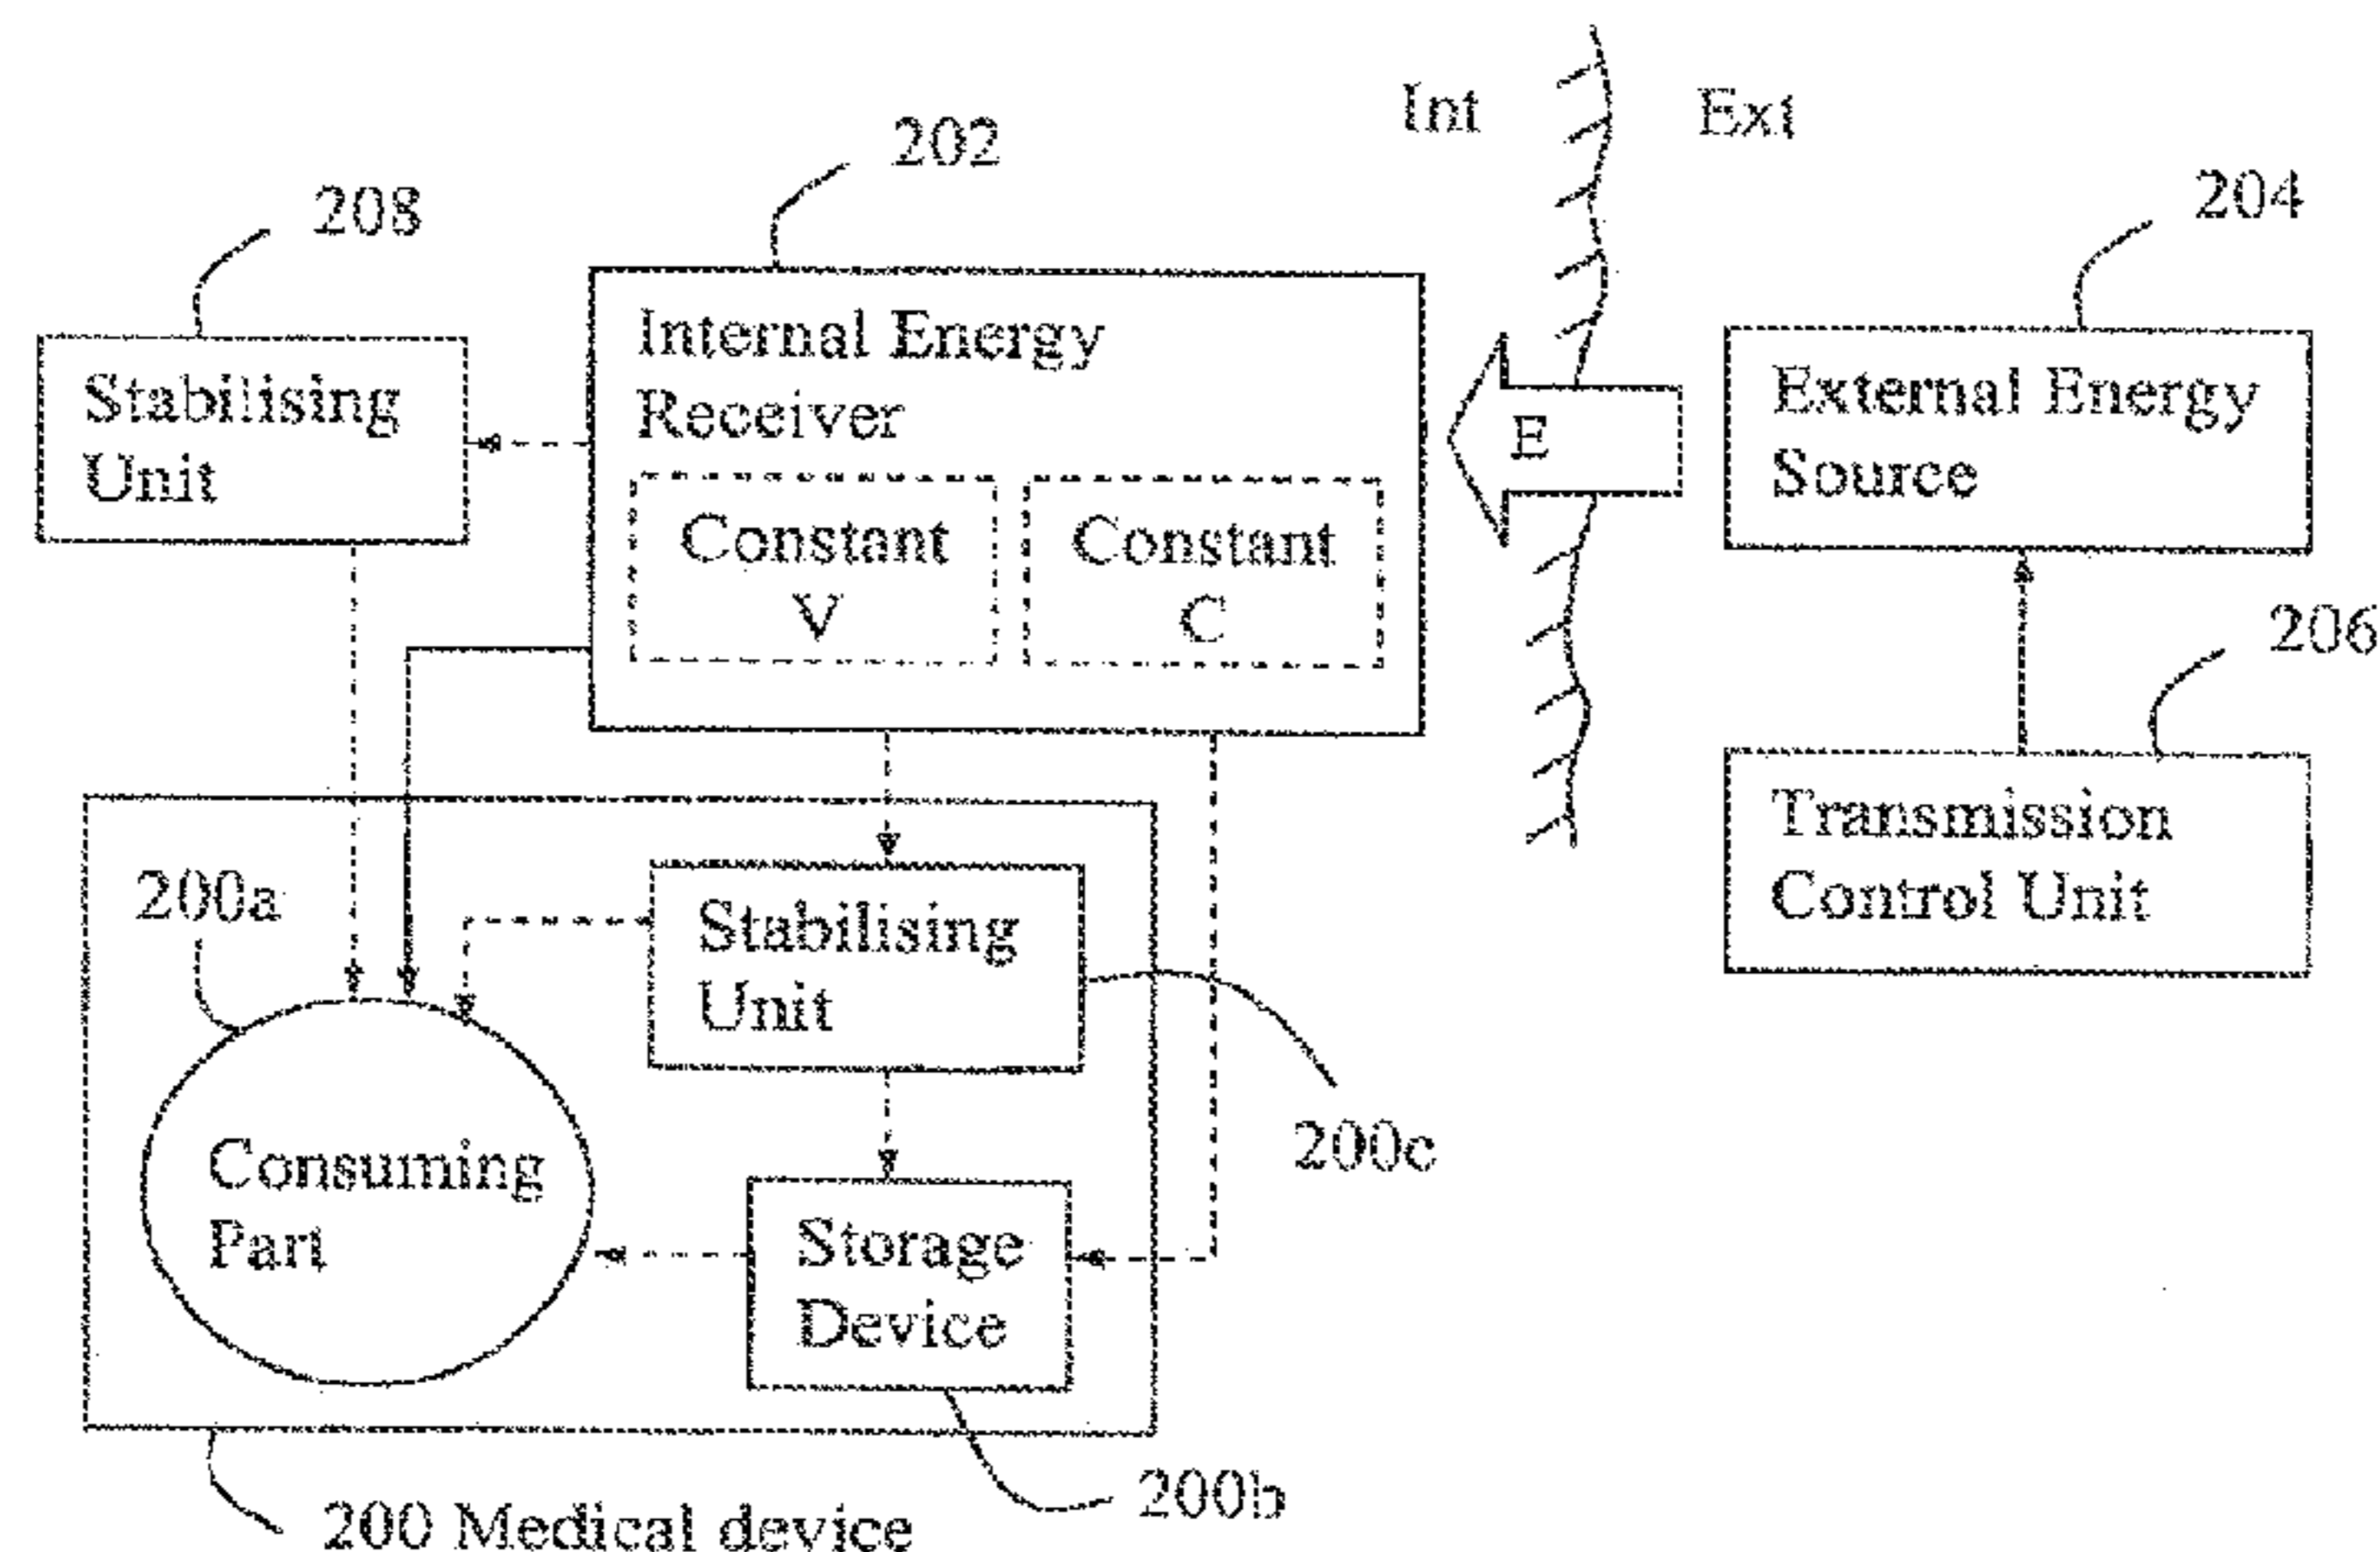 Int
Ext
202
208
204
Internal Energy
Receiver
Stabilising
Unit
E
External Energy
Source
Constant
V
Constant
C
206
Transmission
Control Unit
200a
Stabilising
Unit
200c
Consuming
Part
Storage
Device
200b
200 Medical device